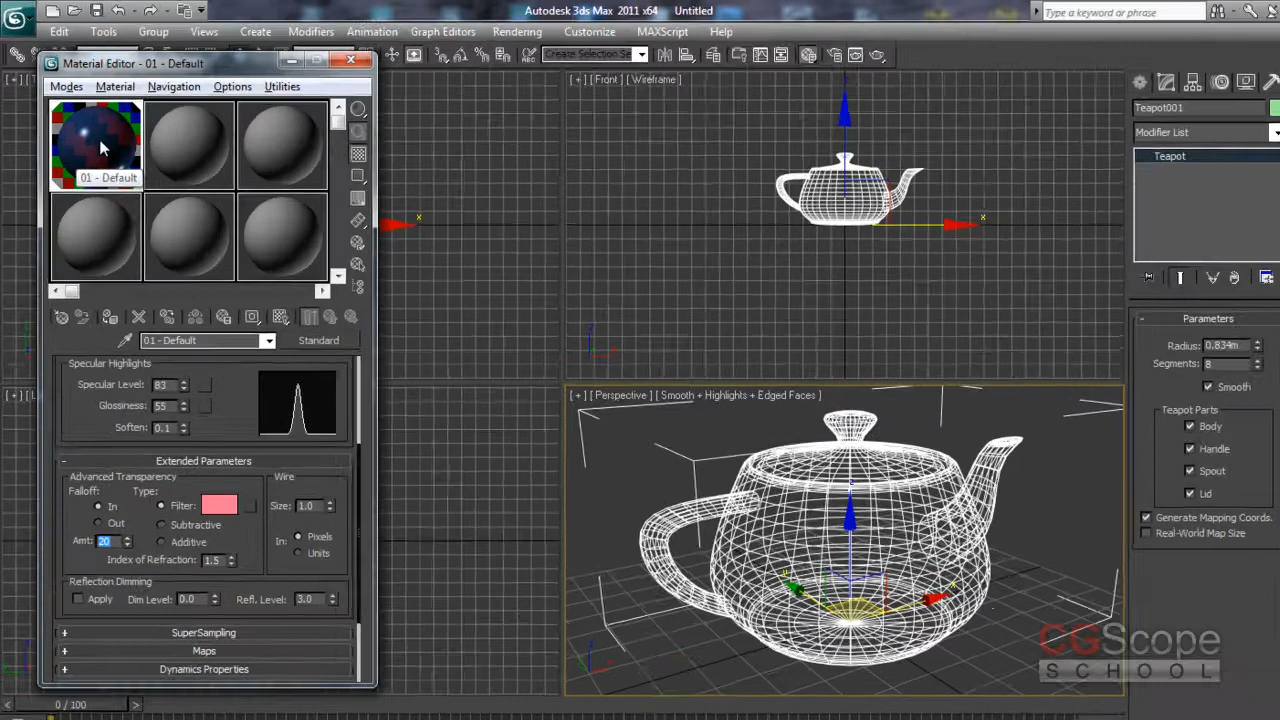 Autodesk 3ds Max 2011 x64 Untitled
Type a keyword or phrase
Edit Tools Group Views Create Modifiers Animation Graph Editors Rendering Customize MAXScript Help
Create Selection Se
Material Editor - 01 - Default
Modes Material Navigation Options Utilities
01 - Default
01 - Default Standard
Specular Highlights
Specular Level: 83
Glossiness: 55
Soften: 0.1
- Extended Parameters
Advanced Transparency
Falloff: Type:
In Filter:
Out Subtractive
Amt: 20 Additive
Index of Refraction: 1.5
Wire
Size: 1.0
In: Pixels
Units
Reflection Dimming
Apply Dim Level: 0.0 Refl. Level: 3.0
+ SuperSampling
+ Maps
+ Dynamics Properties
0 / 100
x
[ + ] [ Front ] [ Wireframe ]
x
z
[ + ] [ Perspective ] [ Smooth + Highlights + Edged Faces ]
z
Teapot001
Modifier List
Teapot
- Parameters
Radius: 0.834m
Segments: 8
Smooth
Teapot Parts
Body
Handle
Spout
Lid
Generate Mapping Coords.
Real-World Map Size
CGScope
SCHOOL